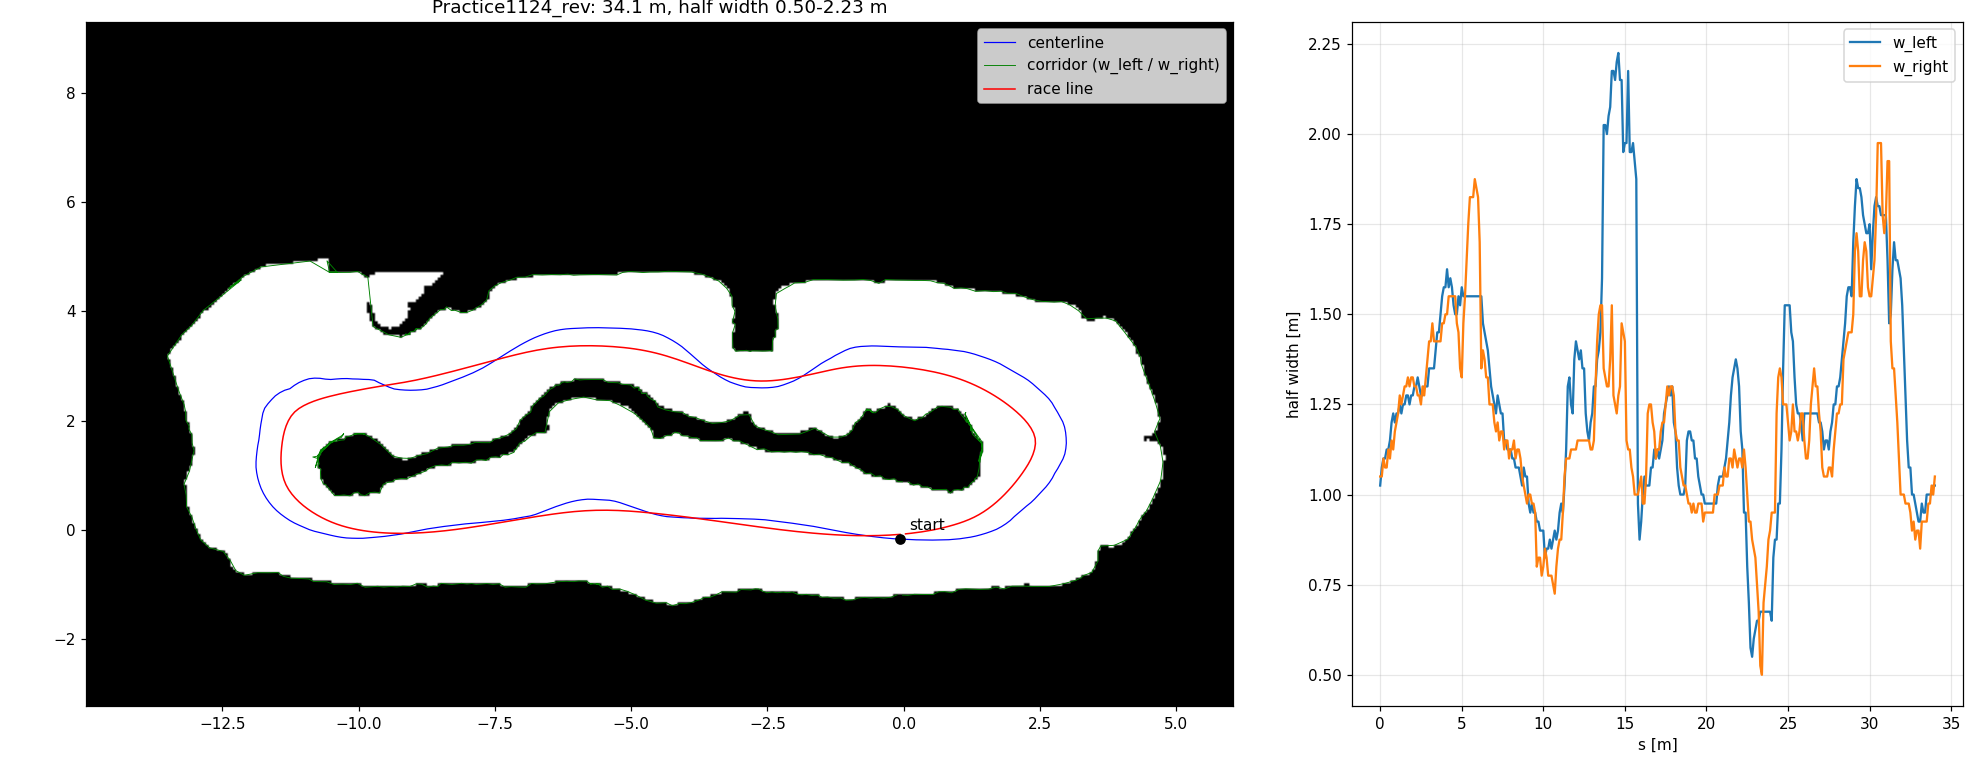 Practice1124_rev: 34.1 m, half width 0.50-2.23 m
centerline
corridor (w_left / w_right)
race line
8
6
4
2
0
−2
start
−12.5 −10.0 −7.5 −5.0 −2.5 0.0 2.5 5.0
w_left
w_right
half width [m]
2.25
2.00
1.75
1.50
1.25
1.00
0.75
0.50
0 5 10 15 20 25 30 35
s [m]